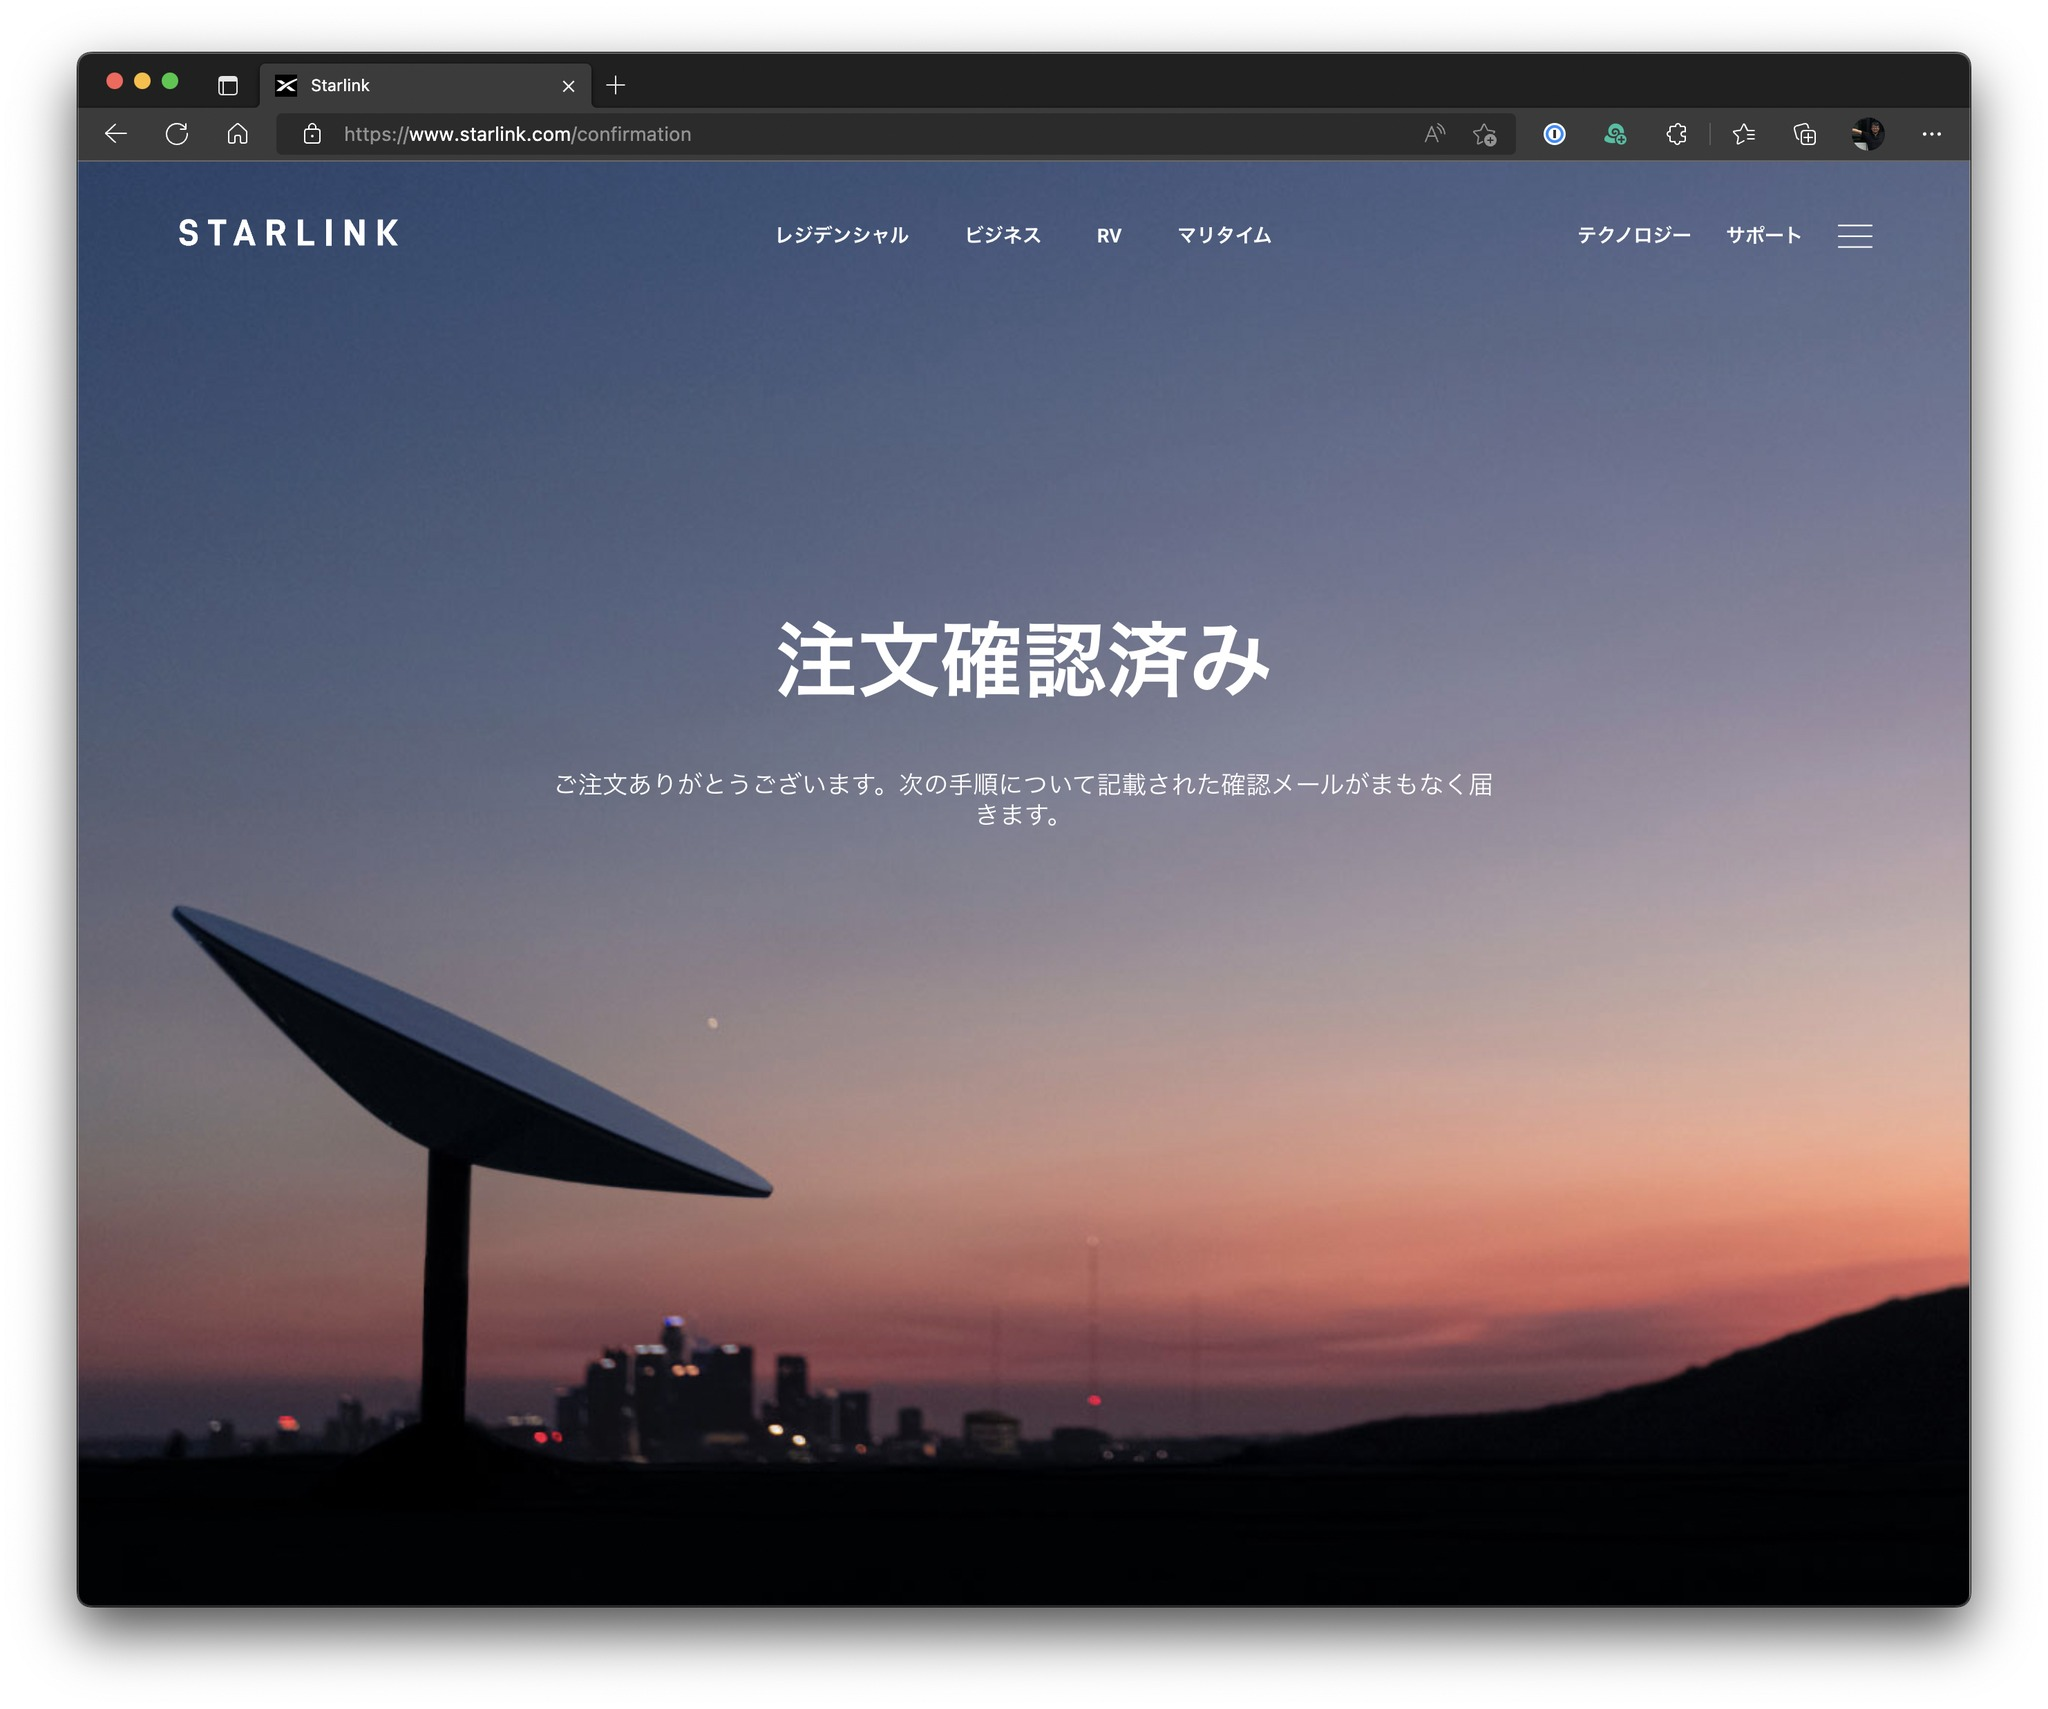 Starlink
https://www.starlink.com/confirmation
STARLINK
レジデンシャル ビジネス RV マリタイム
テクノロジー サポート
注文確認済み
ご注文ありがとうございます。次の手順について記載された確認メールがまもなく届
きます。